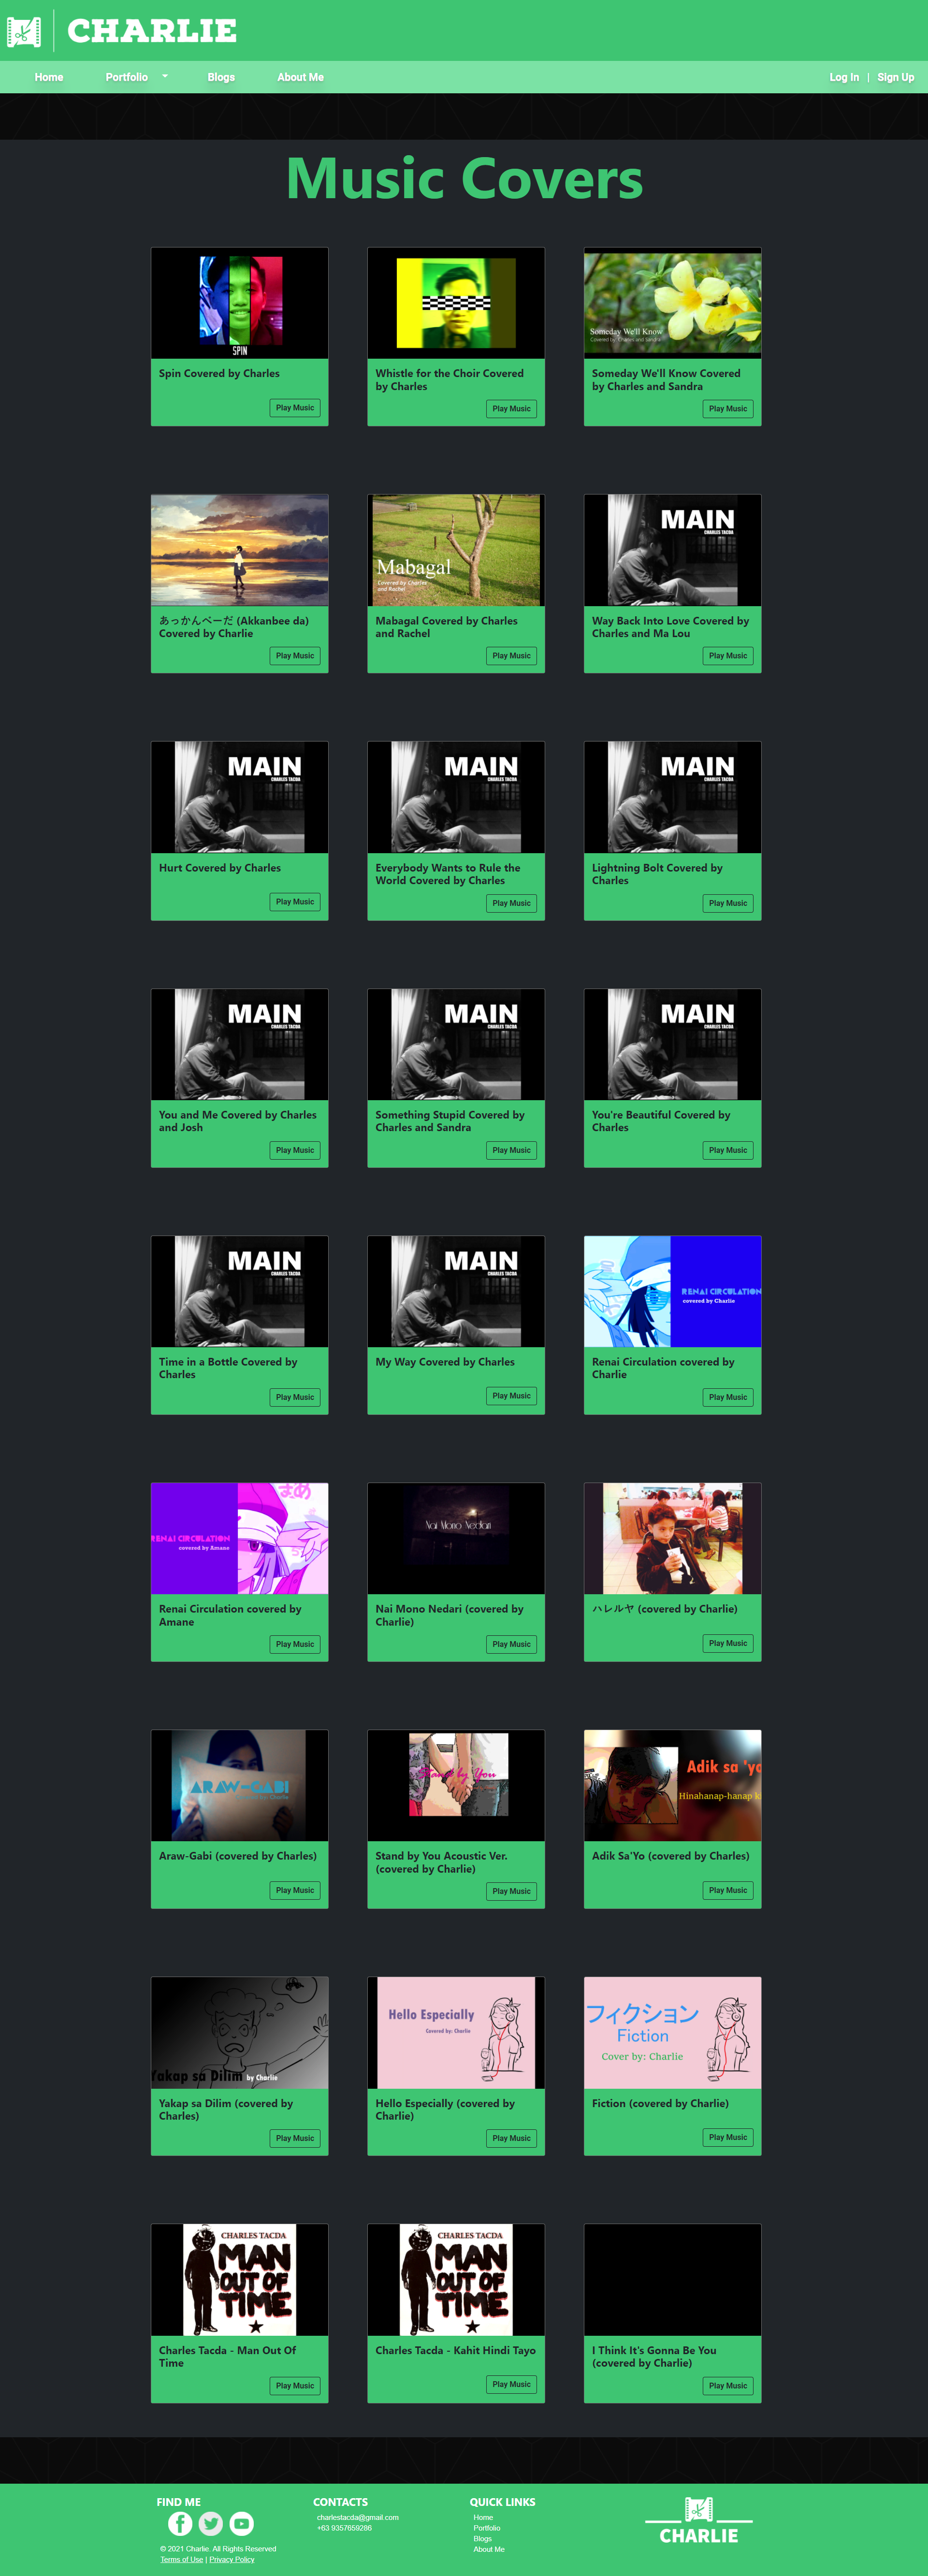 CHARLIE
Home Portfolio Blogs About Me Log In | Sign Up
Music Covers
SPIN
Spin Covered by Charles
Play Music
Whistle for the Choir Covered
by Charles
Play Music
Someday We'll Know
Covered by: Charles and Sandra
Someday We'll Know Covered
by Charles and Sandra
Play Music
あっかんべーだ (Akkanbee da)
Covered by Charlie
Play Music
Mabagal
Covered by Charles
and Rachel
Mabagal Covered by Charles
and Rachel
Play Music
MAIN
CHARLES TACDA
Way Back Into Love Covered by
Charles and Ma Lou
Play Music
MAIN
CHARLES TACDA
Hurt Covered by Charles
Play Music
MAIN
CHARLES TACDA
Everybody Wants to Rule the
World Covered by Charles
Play Music
MAIN
CHARLES TACDA
Lightning Bolt Covered by
Charles
Play Music
MAIN
CHARLES TACDA
You and Me Covered by Charles
and Josh
Play Music
MAIN
CHARLES TACDA
Something Stupid Covered by
Charles and Sandra
Play Music
MAIN
CHARLES TACDA
You're Beautiful Covered by
Charles
Play Music
MAIN
CHARLES TACDA
Time in a Bottle Covered by
Charles
Play Music
MAIN
CHARLES TACDA
My Way Covered by Charles
Play Music
RENAI CIRCULATION
covered by Charlie
Renai Circulation covered by
Charlie
Play Music
RENAI CIRCULATION
covered by Amane
Renai Circulation covered by
Amane
Play Music
Nai Mono Nedari
Nai Mono Nedari (covered by
Charlie)
Play Music
ハレルヤ (covered by Charlie)
Play Music
ARAW-GABI
Araw-Gabi (covered by Charles)
Play Music
Stand by You
Stand by You Acoustic Ver.
(covered by Charlie)
Play Music
Adik sa 'yo
Hinahanap-hanap k
Adik Sa'Yo (covered by Charles)
Play Music
Yakap sa Dilim by Charlie
Yakap sa Dilim (covered by
Charles)
Play Music
Hello Especially
Covered by: Charlie
Hello Especially (covered by
Charlie)
Play Music
フィクション
Fiction
Cover by: Charlie
Fiction (covered by Charlie)
Play Music
CHARLES TACDA
MAN
OUT OF
TIME
Charles Tacda - Man Out Of
Time
Play Music
CHARLES TACDA
MAN
OUT OF
TIME
Charles Tacda - Kahit Hindi Tayo
Play Music
I Think It's Gonna Be You
(covered by Charlie)
Play Music
FIND ME
© 2021 Charlie. All Rights Reserved
Terms of Use | Privacy Policy
CONTACTS
charlestacda@gmail.com
+63 9357659286
QUICK LINKS
Home
Portfolio
Blogs
About Me
CHARLIE